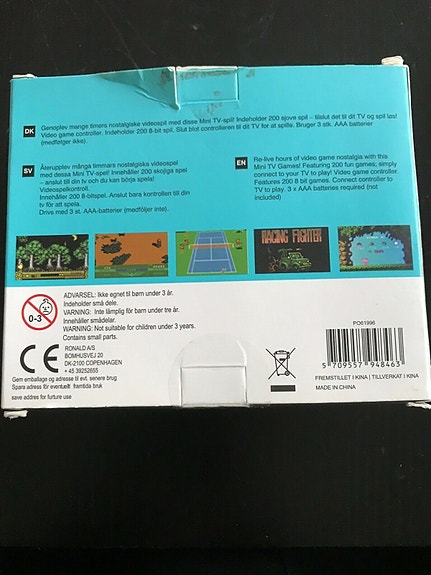 DK
Genoplev mange timers nostalgiske videospil med disse Mini TV-spil! Indeholder 200 sjove spil – tilslut det til dit TV og spil løs!
Video game controller. Indeholder 200 8-bit spil. Slut blot controlleren til dit TV for at spille. Bruger 3 stk. AAA batterier
(medfølger ikke).
SV
Återupplev många timmars nostalgiska videospel
med dessa Mini TV-spel! Innehåller 200 skojiga spel
– anslut till din tv och du kan börja spela!
Videospelkontroll.
Innehåller 200 8-bitspel. Anslut bara kontrollen till din
tv för att spela.
Drive med 3 st. AAA-batterier (medföljer inte).
EN
Re-live hours of video game nostalgia with this
Mini TV Games! Featuring 200 fun games; simply
connect to your TV to play! Video game controller.
Features 200 8 bit games. Connect controller to
TV to play. 3 x AAA batteries required (not
included)
RACING FIGHTER
0-3
ADVARSEL: Ikke egnet til børn under 3 år.
Indeholder små dele.
VARNING: Inte lämplig för barn under tre år.
Innehåller smådelar.
WARNING: Not suitable for children under 3 years.
Contains small parts.
CE
RONALD A/S
BOMHUSVEJ 20
DK-2100 COPENHAGEN
+ 45 39252655
Gem emballage og adresse til evt. senere brug
Spara adress för eventuellt framtida bruk
save addres for furture use
PO61996
5 709557 948463
FREMSTILLET I KINA | TILLVERKAT I KINA
MADE IN CHINA